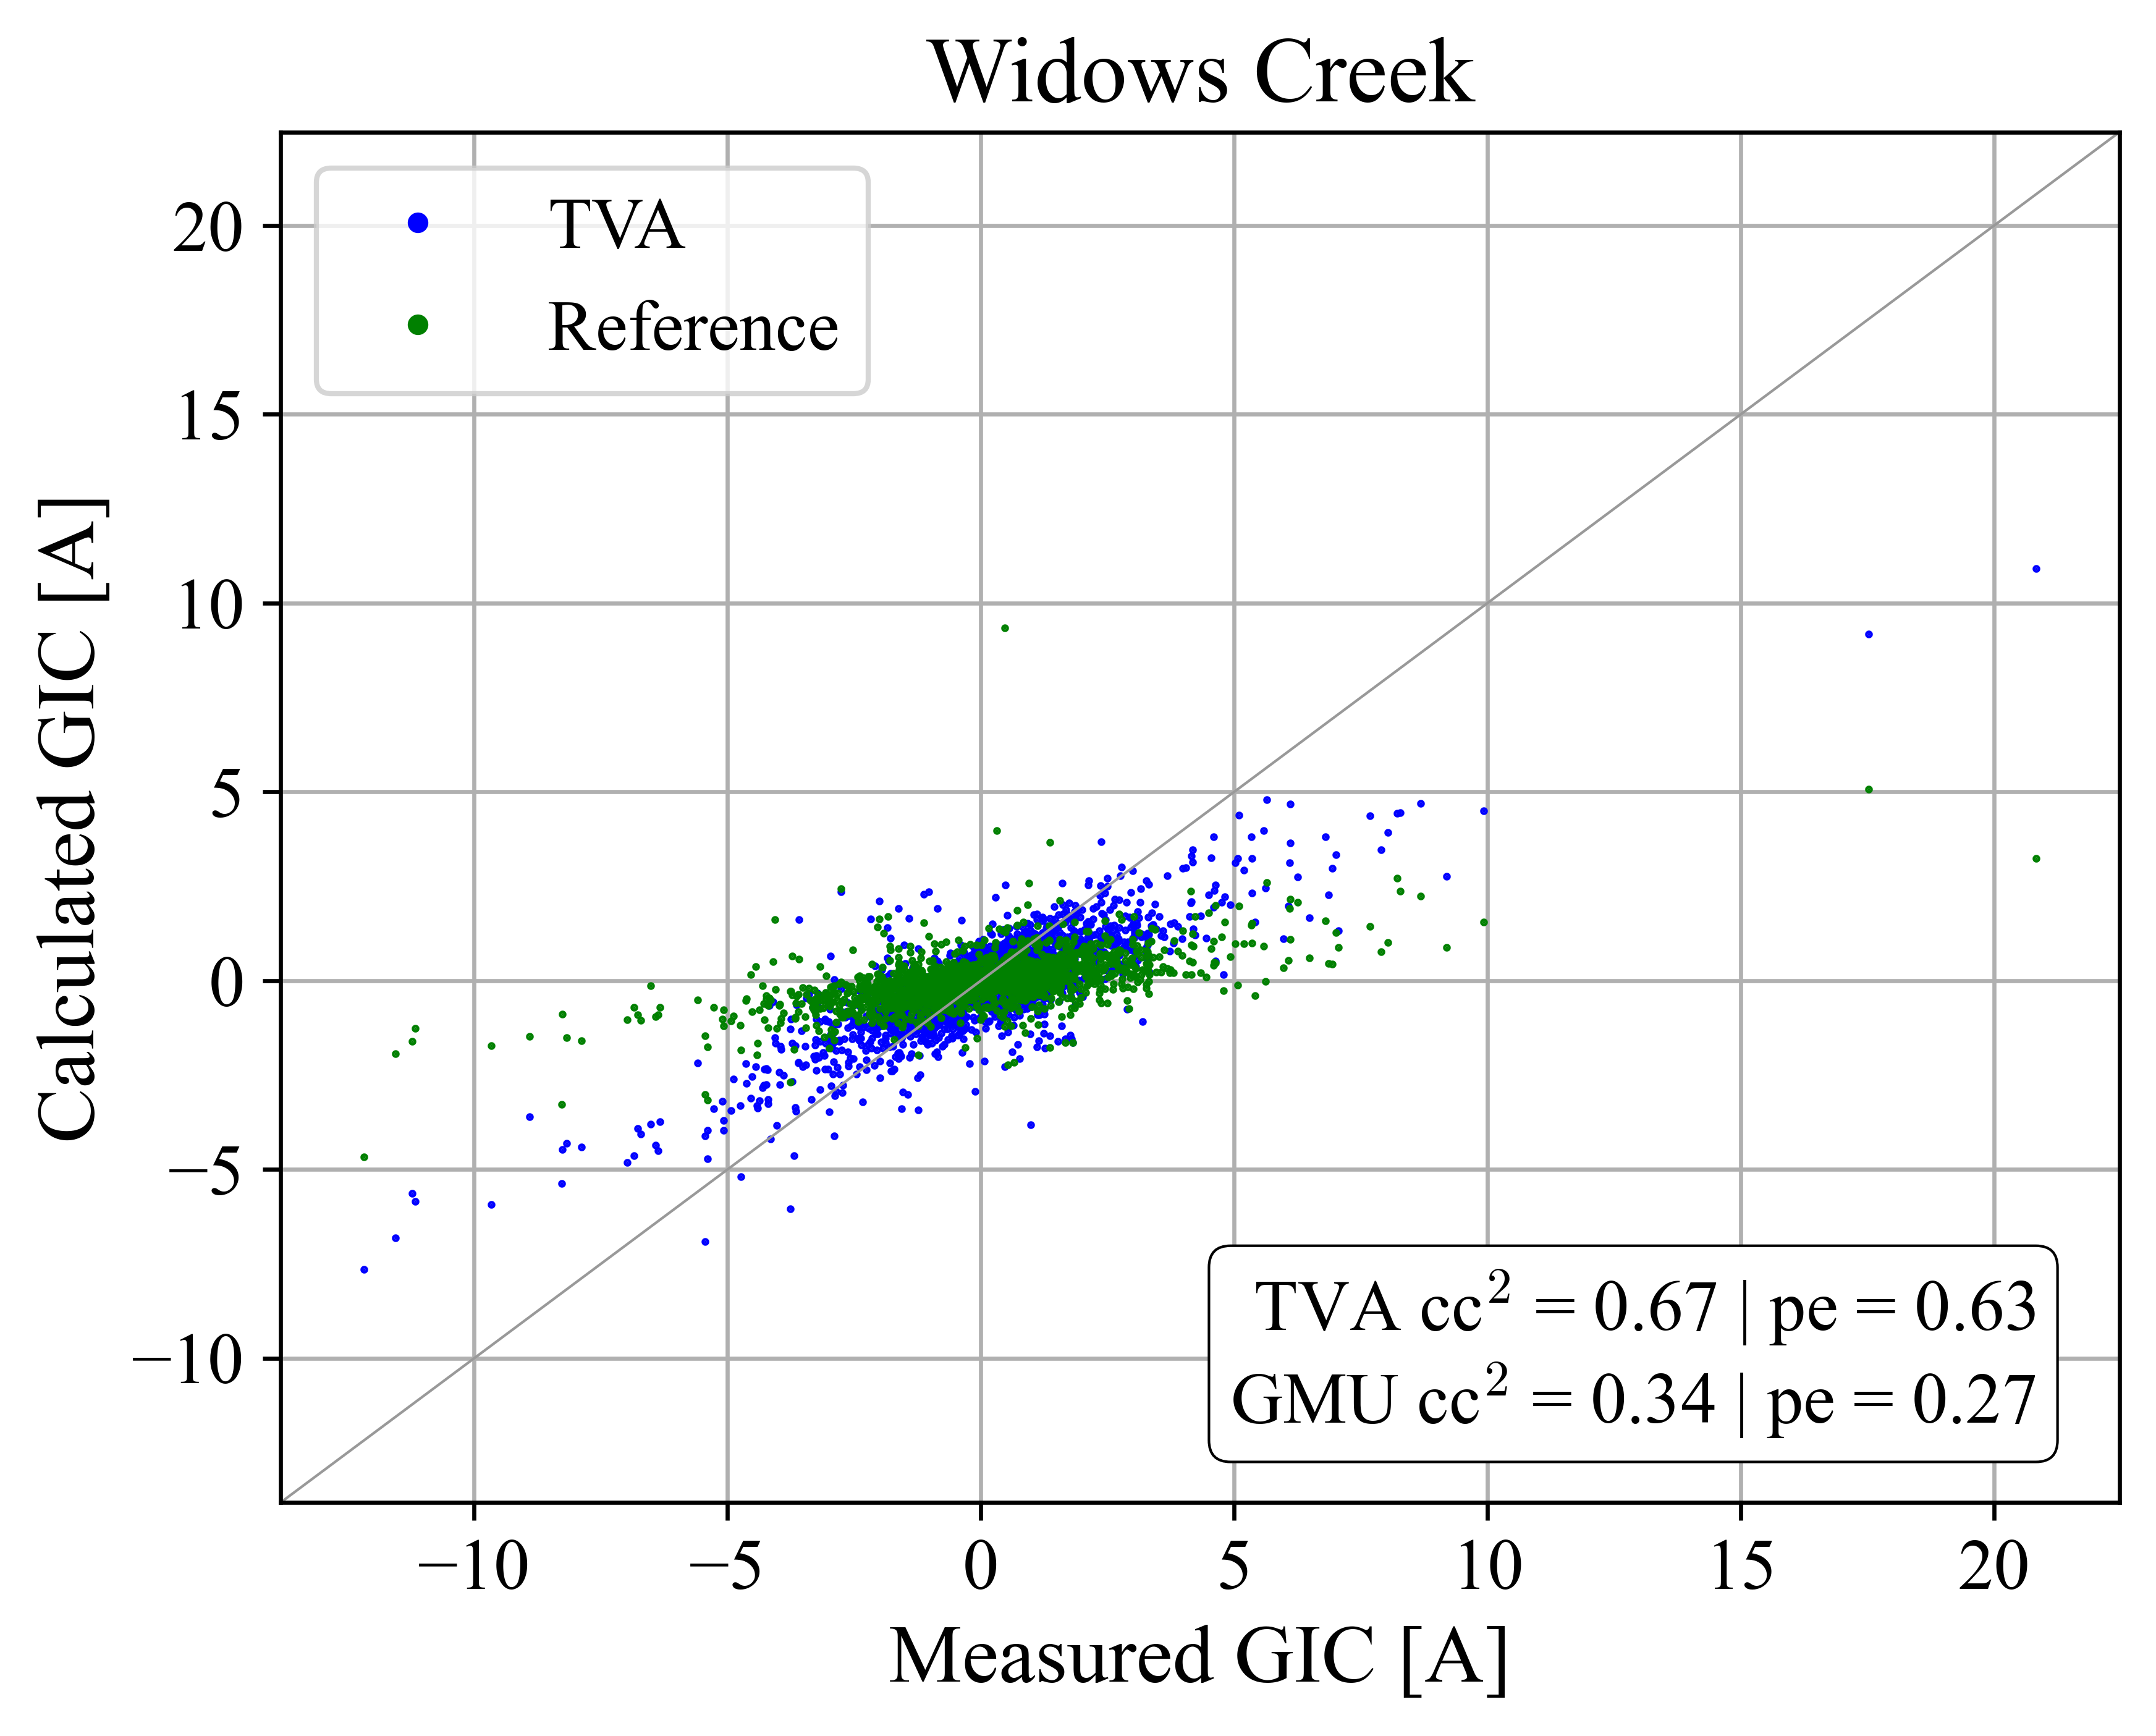 Widows Creek
TVA
Reference
20
15
10
5
0
−5
−10
Calculated GIC [A]
TVA cc² = 0.67 | pe = 0.63
GMU cc² = 0.34 | pe = 0.27
−10 −5 0 5 10 15 20
Measured GIC [A]